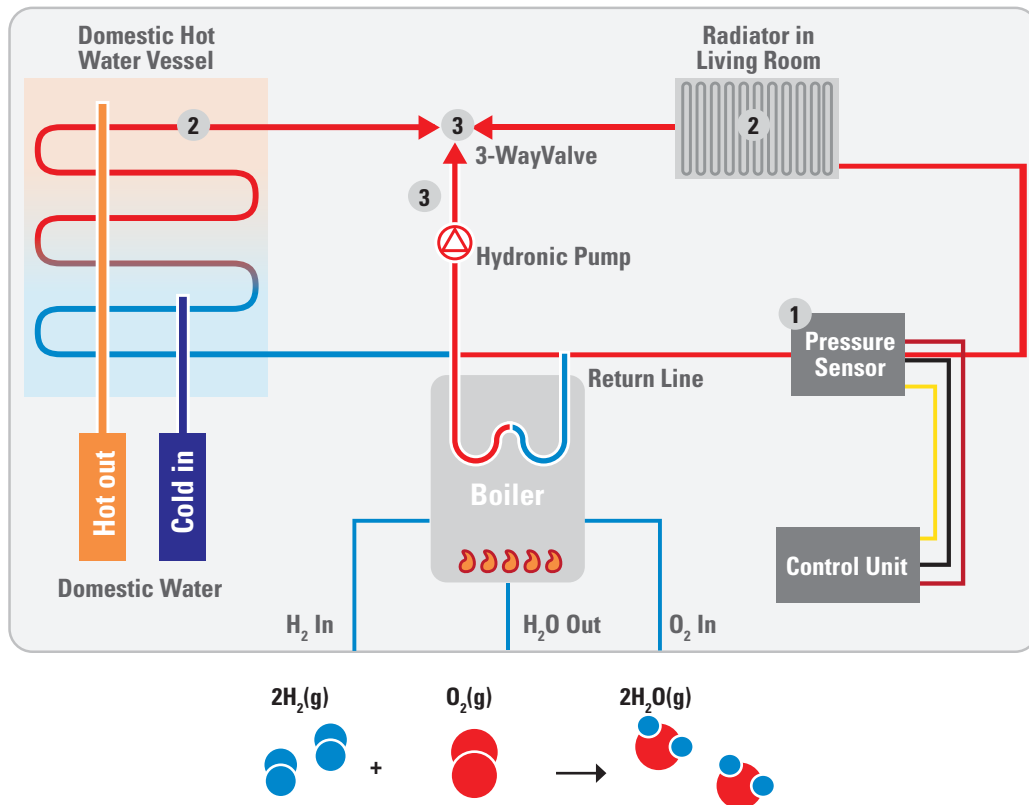 Domestic Hot
Water Vessel
Radiator in
Living Room
2
3
2
3-WayValve
3
Hydronic Pump
1
Pressure
Sensor
Return Line
Boiler
Hot out
Cold in
Control Unit
Domestic Water
H₂ In
H₂O Out
O₂ In
2H₂(g)
O₂(g)
2H₂O(g)
+